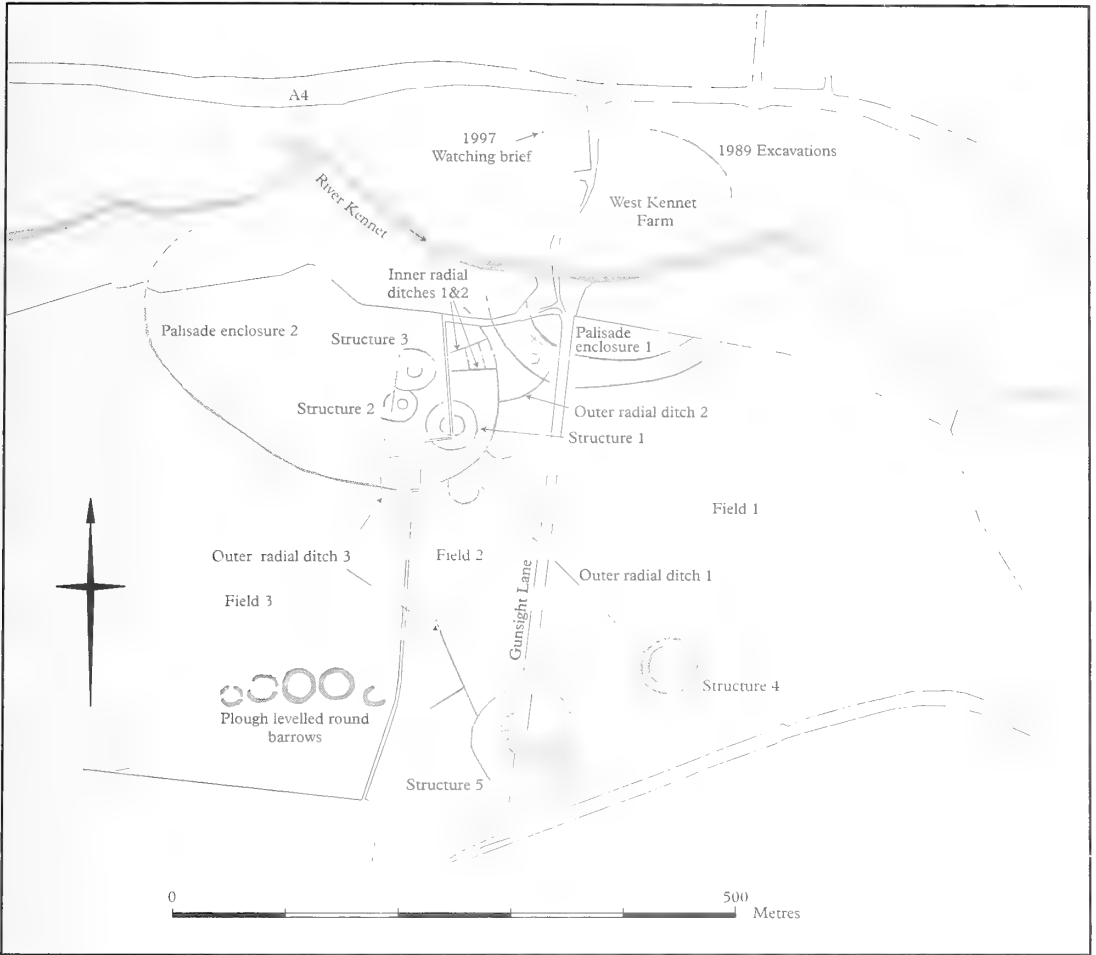 A4
1997
Watching brief
1989 Excavations
River Kennet
West Kennet
Farm
Inner radial
ditches 1&2
Palisade enclosure 2
Structure 3
Palisade
enclosure 1
Structure 2
Outer radial ditch 2
Structure 1
Field 1
Outer radial ditch 3
Field 2
Gunsight Lane
Outer radial ditch 1
Field 3
Structure 4
Plough levelled round
barrows
Structure 5
0
500
Metres